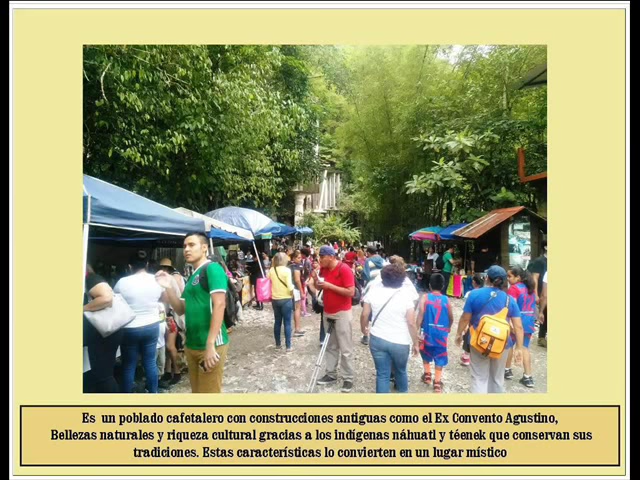 Es un poblado cafetalero con construcciones antiguas como el Ex Convento Agustino,
Bellezas naturales y riqueza cultural gracias a los indígenas náhuatl y téenek que conservan sus
tradiciones. Estas características lo convierten en un lugar místico